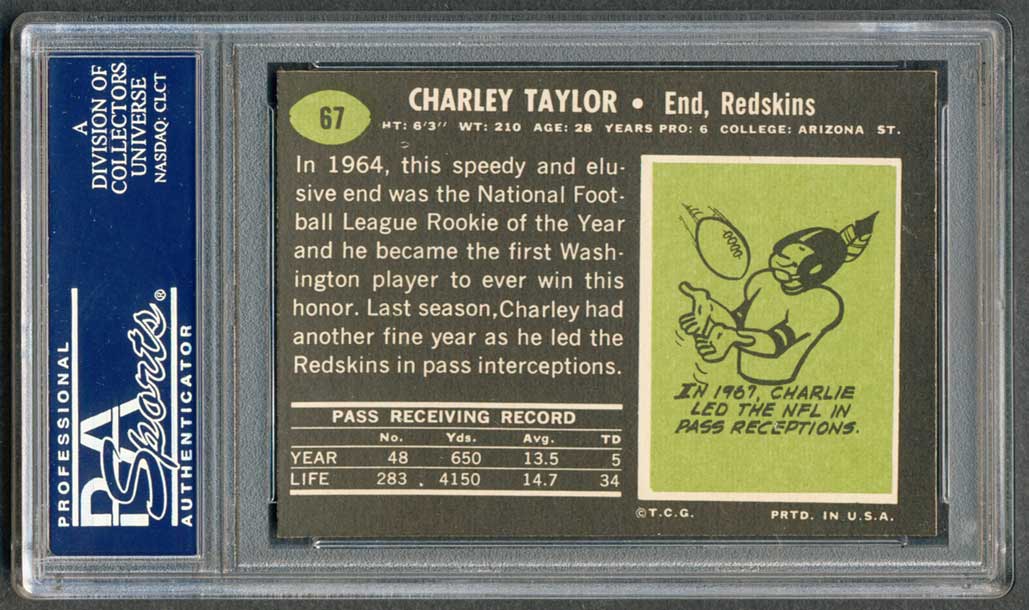 A
DIVISION OF
COLLECTORS
UNIVERSE
NASDAQ: CLCT
PROFESSIONAL
PSA
Sports®
AUTHENTICATOR
67
CHARLEY TAYLOR • End, Redskins
HT: 6'3" WT: 210 AGE: 28 YEARS PRO: 6 COLLEGE: ARIZONA ST.
In 1964, this speedy and elu-
sive end was the National Foot-
ball League Rookie of the Year
and he became the first Wash-
ington player to ever win this
honor. Last season, Charley had
another fine year as he led the
Redskins in pass interceptions.
PASS RECEIVING RECORD
No. Yds. Avg. TD
YEAR 48 650 13.5 5
LIFE 283 4150 14.7 34
IN 1967, CHARLIE
LED THE NFL IN
PASS RECEPTIONS.
©T.C.G. PRTD. IN U.S.A.